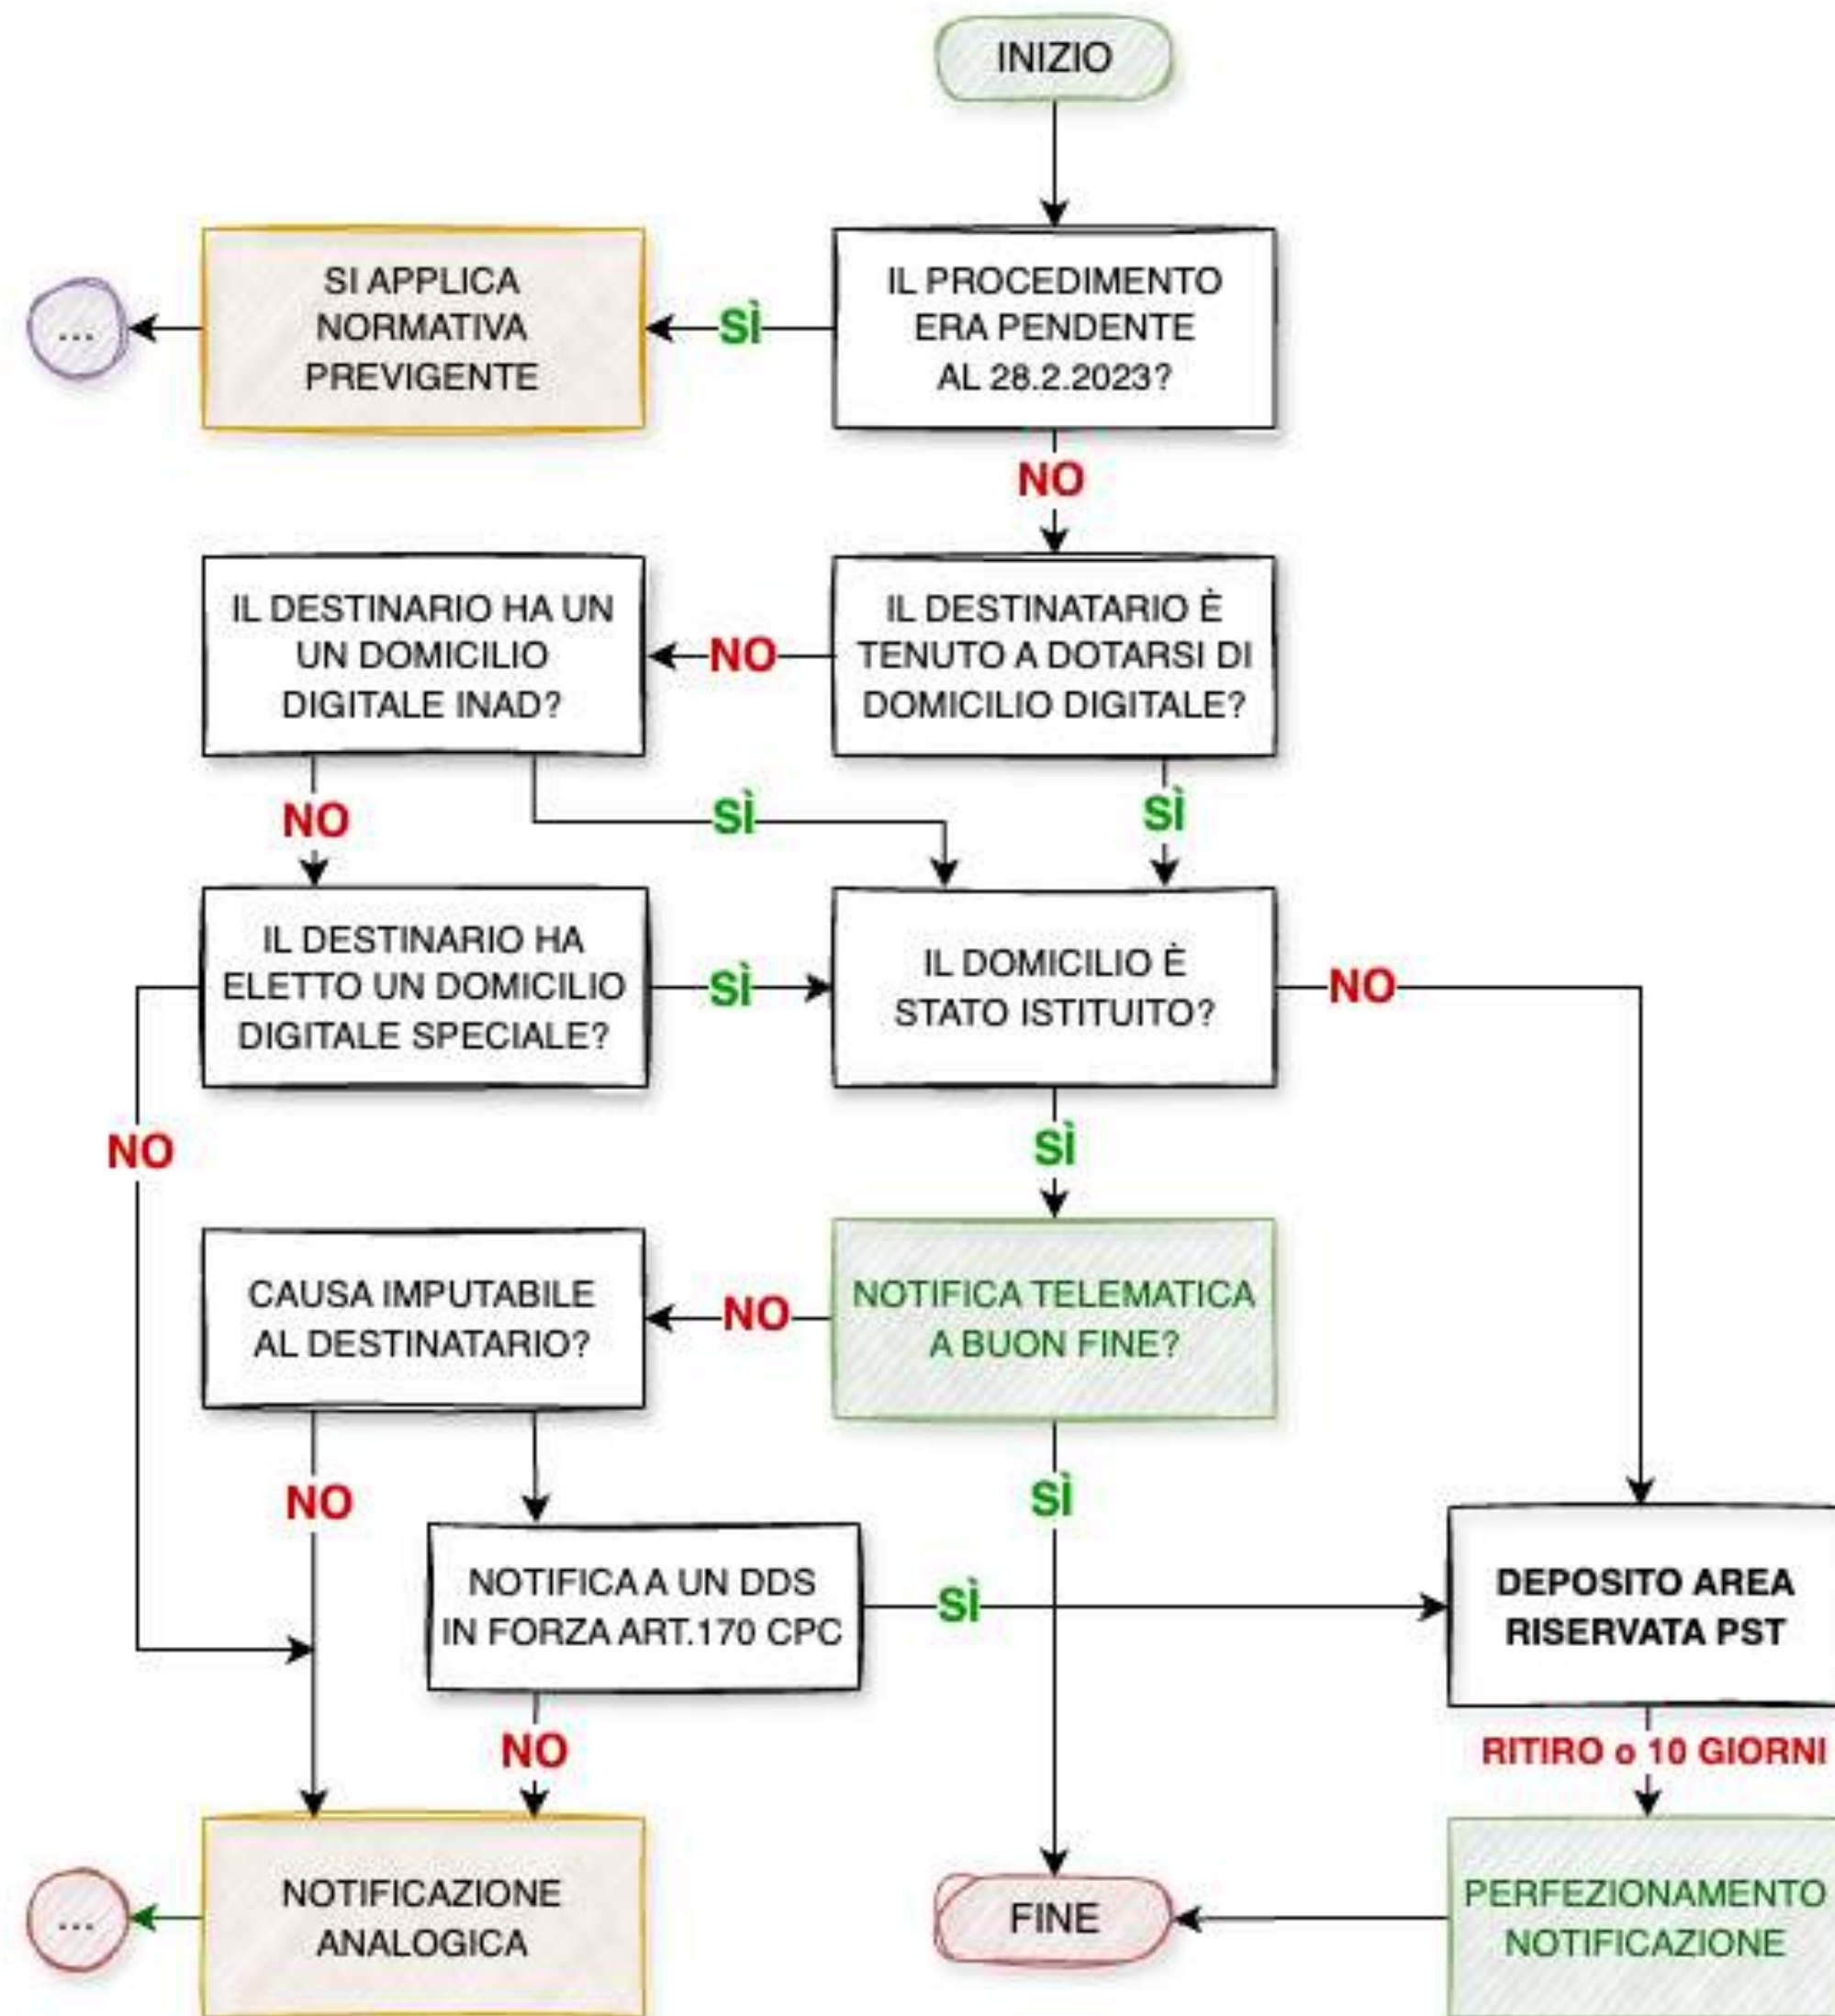 INIZIO
SI APPLICA
NORMATIVA
PREVIGENTE
...
SÌ
IL PROCEDIMENTO
ERA PENDENTE
AL 28.2.2023?
NO
IL DESTINARIO HA UN
UN DOMICILIO
DIGITALE INAD?
NO
IL DESTINATARIO È
TENUTO A DOTARSI DI
DOMICILIO DIGITALE?
NO
SÌ
SÌ
IL DESTINARIO HA
ELETTO UN DOMICILIO
DIGITALE SPECIALE?
SÌ
IL DOMICILIO È
STATO ISTITUITO?
NO
NO
SÌ
CAUSA IMPUTABILE
AL DESTINATARIO?
NO
NOTIFICA TELEMATICA
A BUON FINE?
NO
SÌ
NOTIFICA A UN DDS
IN FORZA ART.170 CPC
SÌ
DEPOSITO AREA
RISERVATA PST
NO
RITIRO o 10 GIORNI
...
NOTIFICAZIONE
ANALOGICA
FINE
PERFEZIONAMENTO
NOTIFICAZIONE